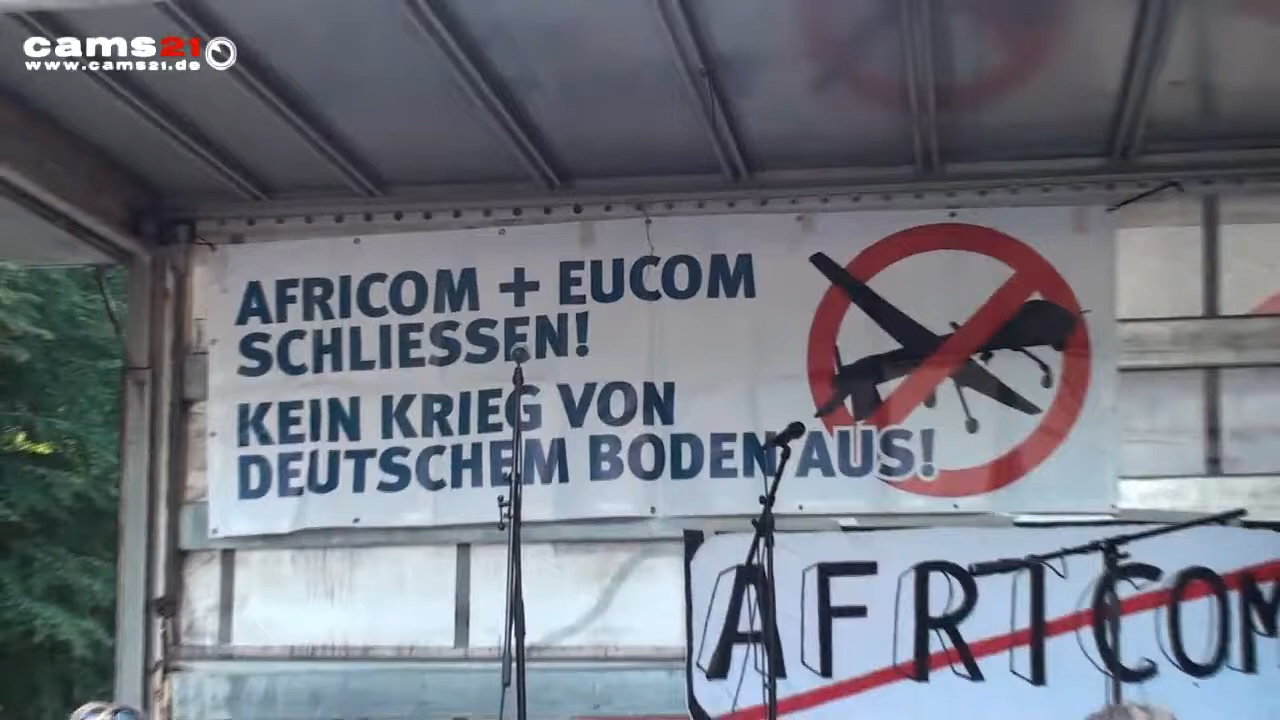 cams21
www.cams21.de
AFRICOM + EUCOM
SCHLIESSEN!
KEIN KRIEG VON
DEUTSCHEM BODEN AUS!
AFRICOM